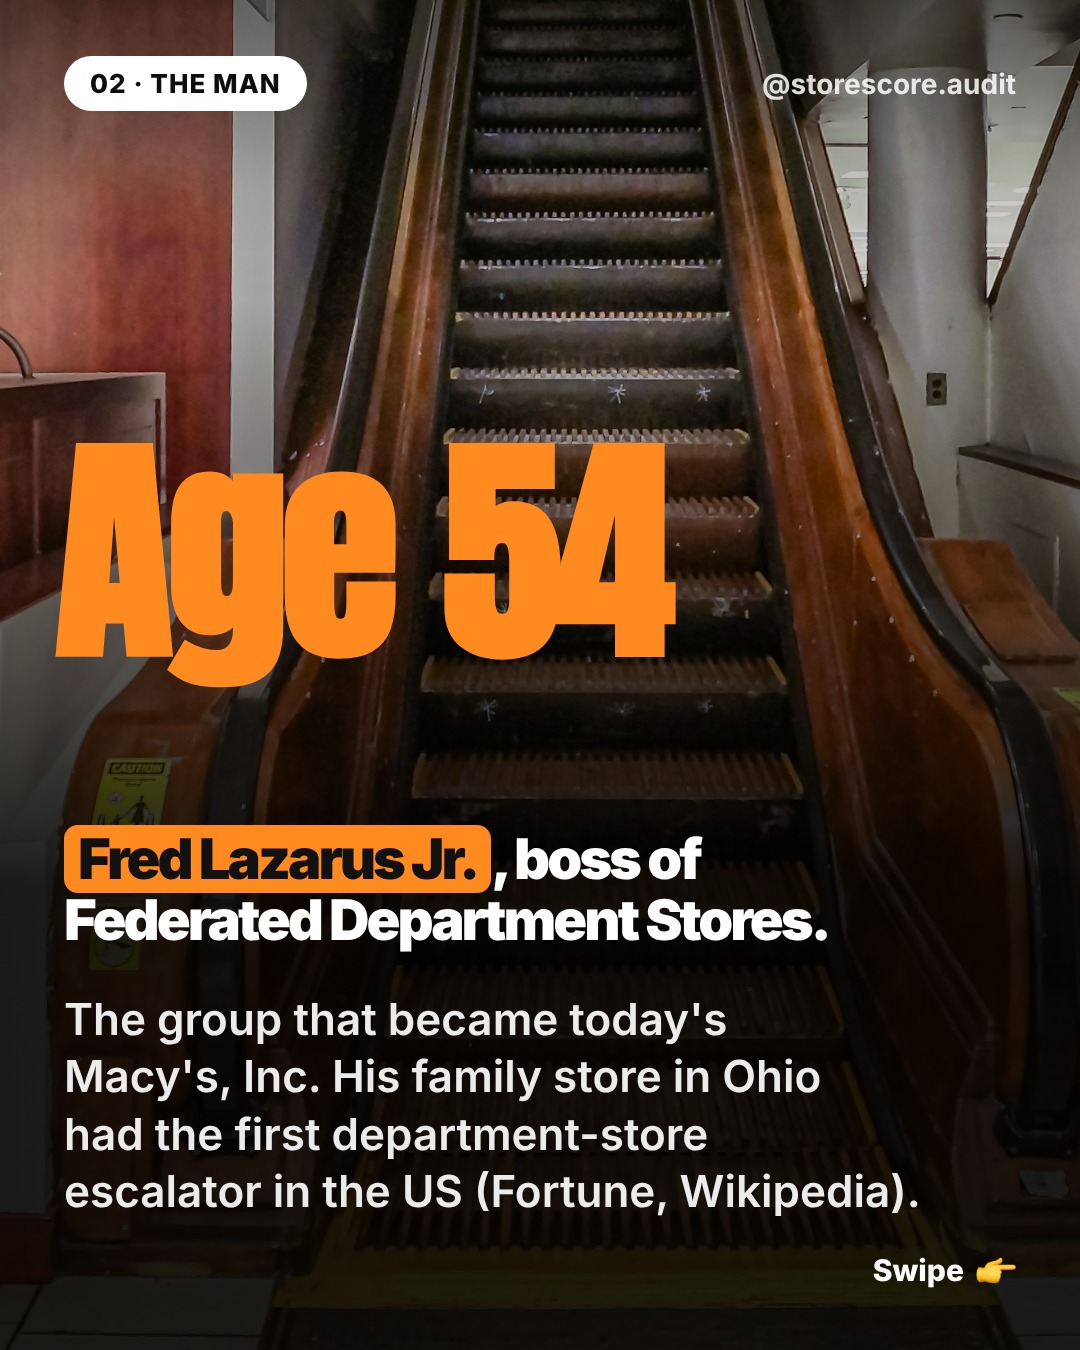 02 · THE MAN
@storescore.audit
Age 54
CAUTION
Fred Lazarus Jr., boss of
Federated Department Stores.
The group that became today's
Macy's, Inc. His family store in Ohio
had the first department-store
escalator in the US (Fortune, Wikipedia).
Swipe 👉